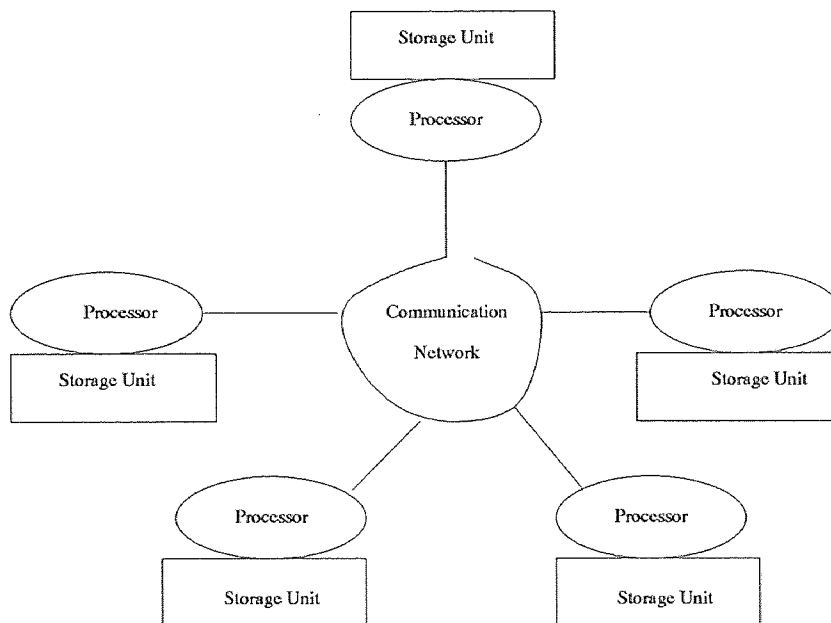 Storage Unit
Processor
Processor
Storage Unit
Communication
Network
Processor
Storage Unit
Processor
Storage Unit
Processor
Storage Unit